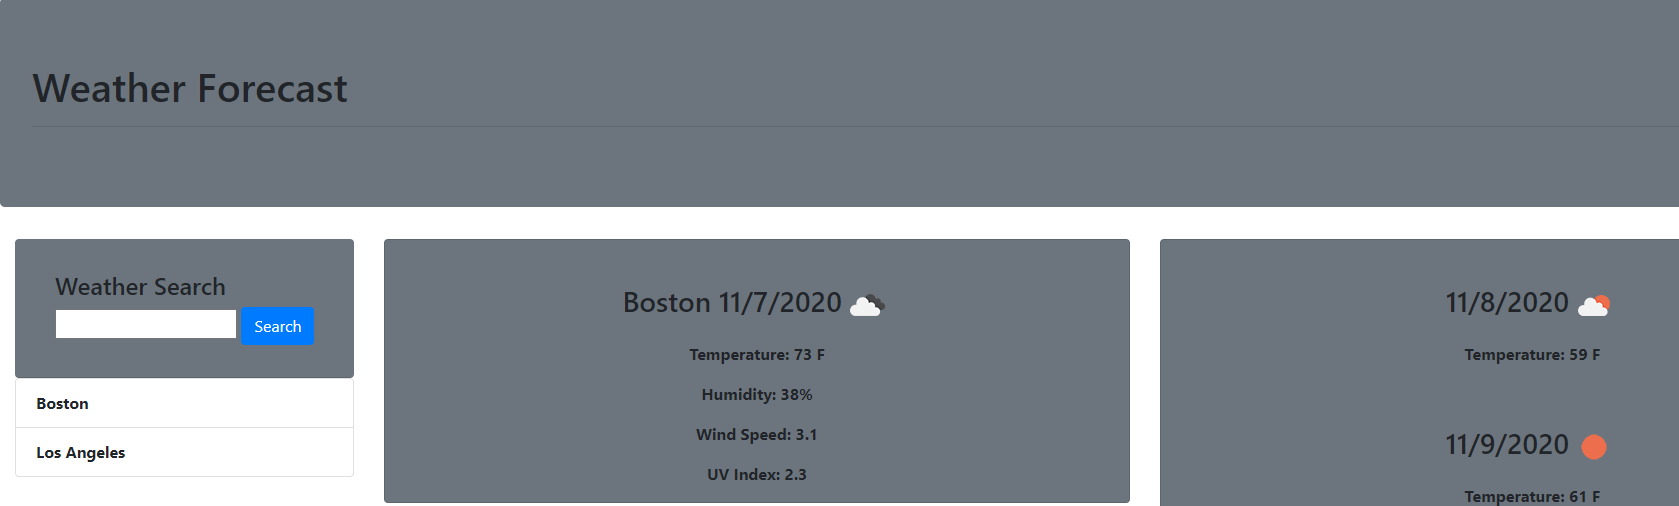 Weather Forecast
Weather Search
Search
Boston
Los Angeles
Boston 11/7/2020
Temperature: 73 F
Humidity: 38%
Wind Speed: 3.1
UV Index: 2.3
11/8/2020
Temperature: 59 F
11/9/2020
Temperature: 61 F